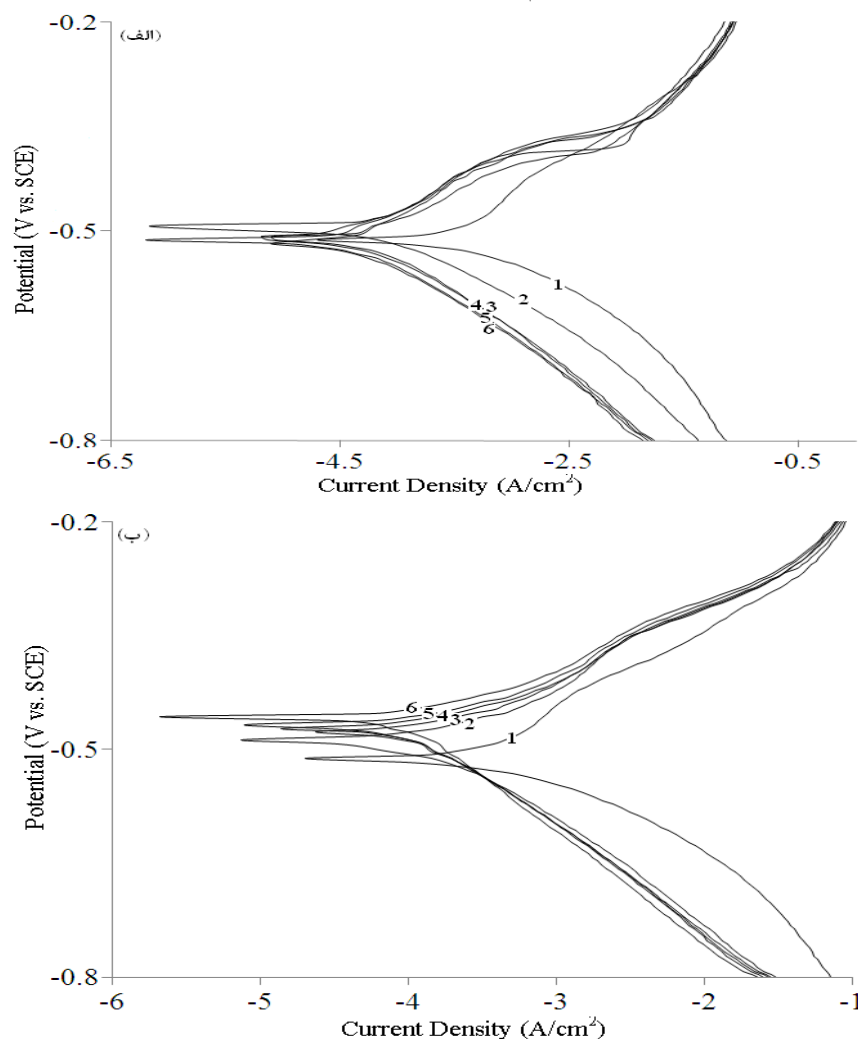 -0.2
(الف)
Potential (V vs. SCE)
-0.5
1
2
4 3
5
6
-0.8
-6.5 -4.5 -2.5 -0.5
Current Density (A/cm²)
-0.2
(ب)
Potential (V vs. SCE)
6 5 4 3 2
1
-0.5
-0.8
-6 -5 -4 -3 -2 -1
Current Density (A/cm²)